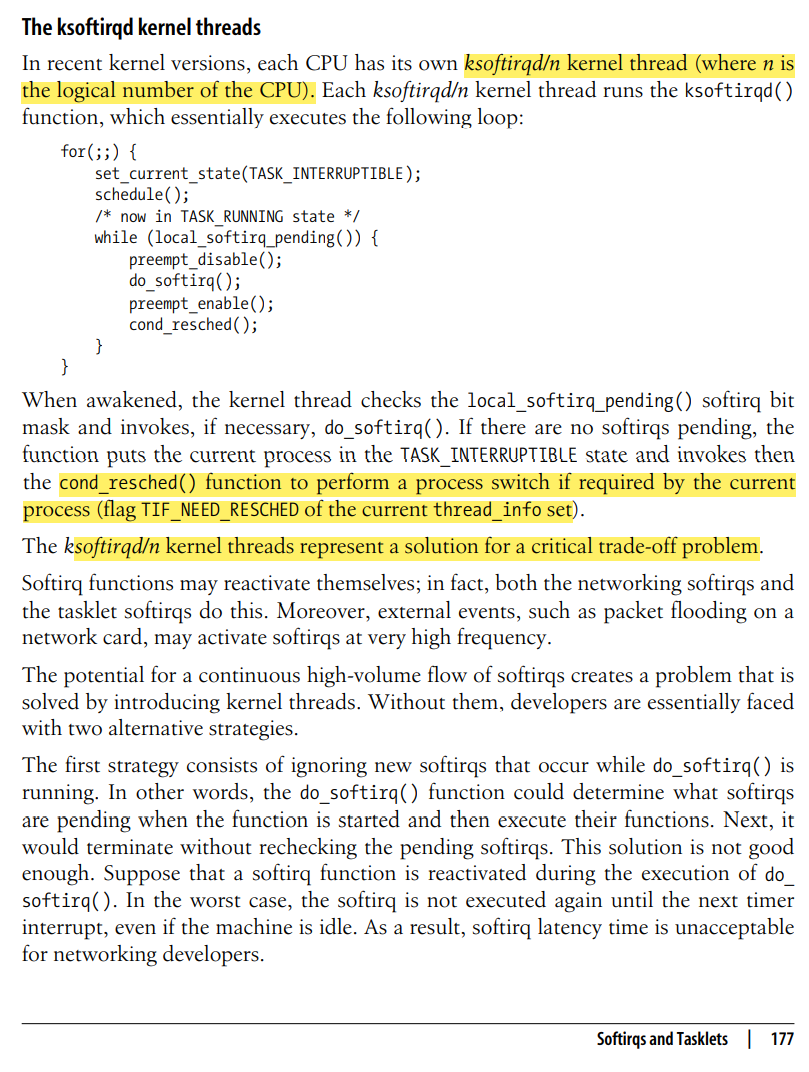 The ksoftirqd kernel threads
In recent kernel versions, each CPU has its own ksoftirqd/n kernel thread (where n is
the logical number of the CPU). Each ksoftirqd/n kernel thread runs the ksoftirqd()
function, which essentially executes the following loop:
for(;;) {
    set_current_state(TASK_INTERRUPTIBLE);
    schedule();
    /* now in TASK_RUNNING state */
    while (local_softirq_pending()) {
        preempt_disable();
        do_softirq();
        preempt_enable();
        cond_resched();
    }
}
When awakened, the kernel thread checks the local_softirq_pending() softirq bit
mask and invokes, if necessary, do_softirq(). If there are no softirqs pending, the
function puts the current process in the TASK_INTERRUPTIBLE state and invokes then
the cond_resched() function to perform a process switch if required by the current
process (flag TIF_NEED_RESCHED of the current thread_info set).
The ksoftirqd/n kernel threads represent a solution for a critical trade-off problem.
Softirq functions may reactivate themselves; in fact, both the networking softirqs and
the tasklet softirqs do this. Moreover, external events, such as packet flooding on a
network card, may activate softirqs at very high frequency.
The potential for a continuous high-volume flow of softirqs creates a problem that is
solved by introducing kernel threads. Without them, developers are essentially faced
with two alternative strategies.
The first strategy consists of ignoring new softirqs that occur while do_softirq() is
running. In other words, the do_softirq() function could determine what softirqs
are pending when the function is started and then execute their functions. Next, it
would terminate without rechecking the pending softirqs. This solution is not good
enough. Suppose that a softirq function is reactivated during the execution of do_
softirq(). In the worst case, the softirq is not executed again until the next timer
interrupt, even if the machine is idle. As a result, softirq latency time is unacceptable
for networking developers.
Softirqs and Tasklets | 177